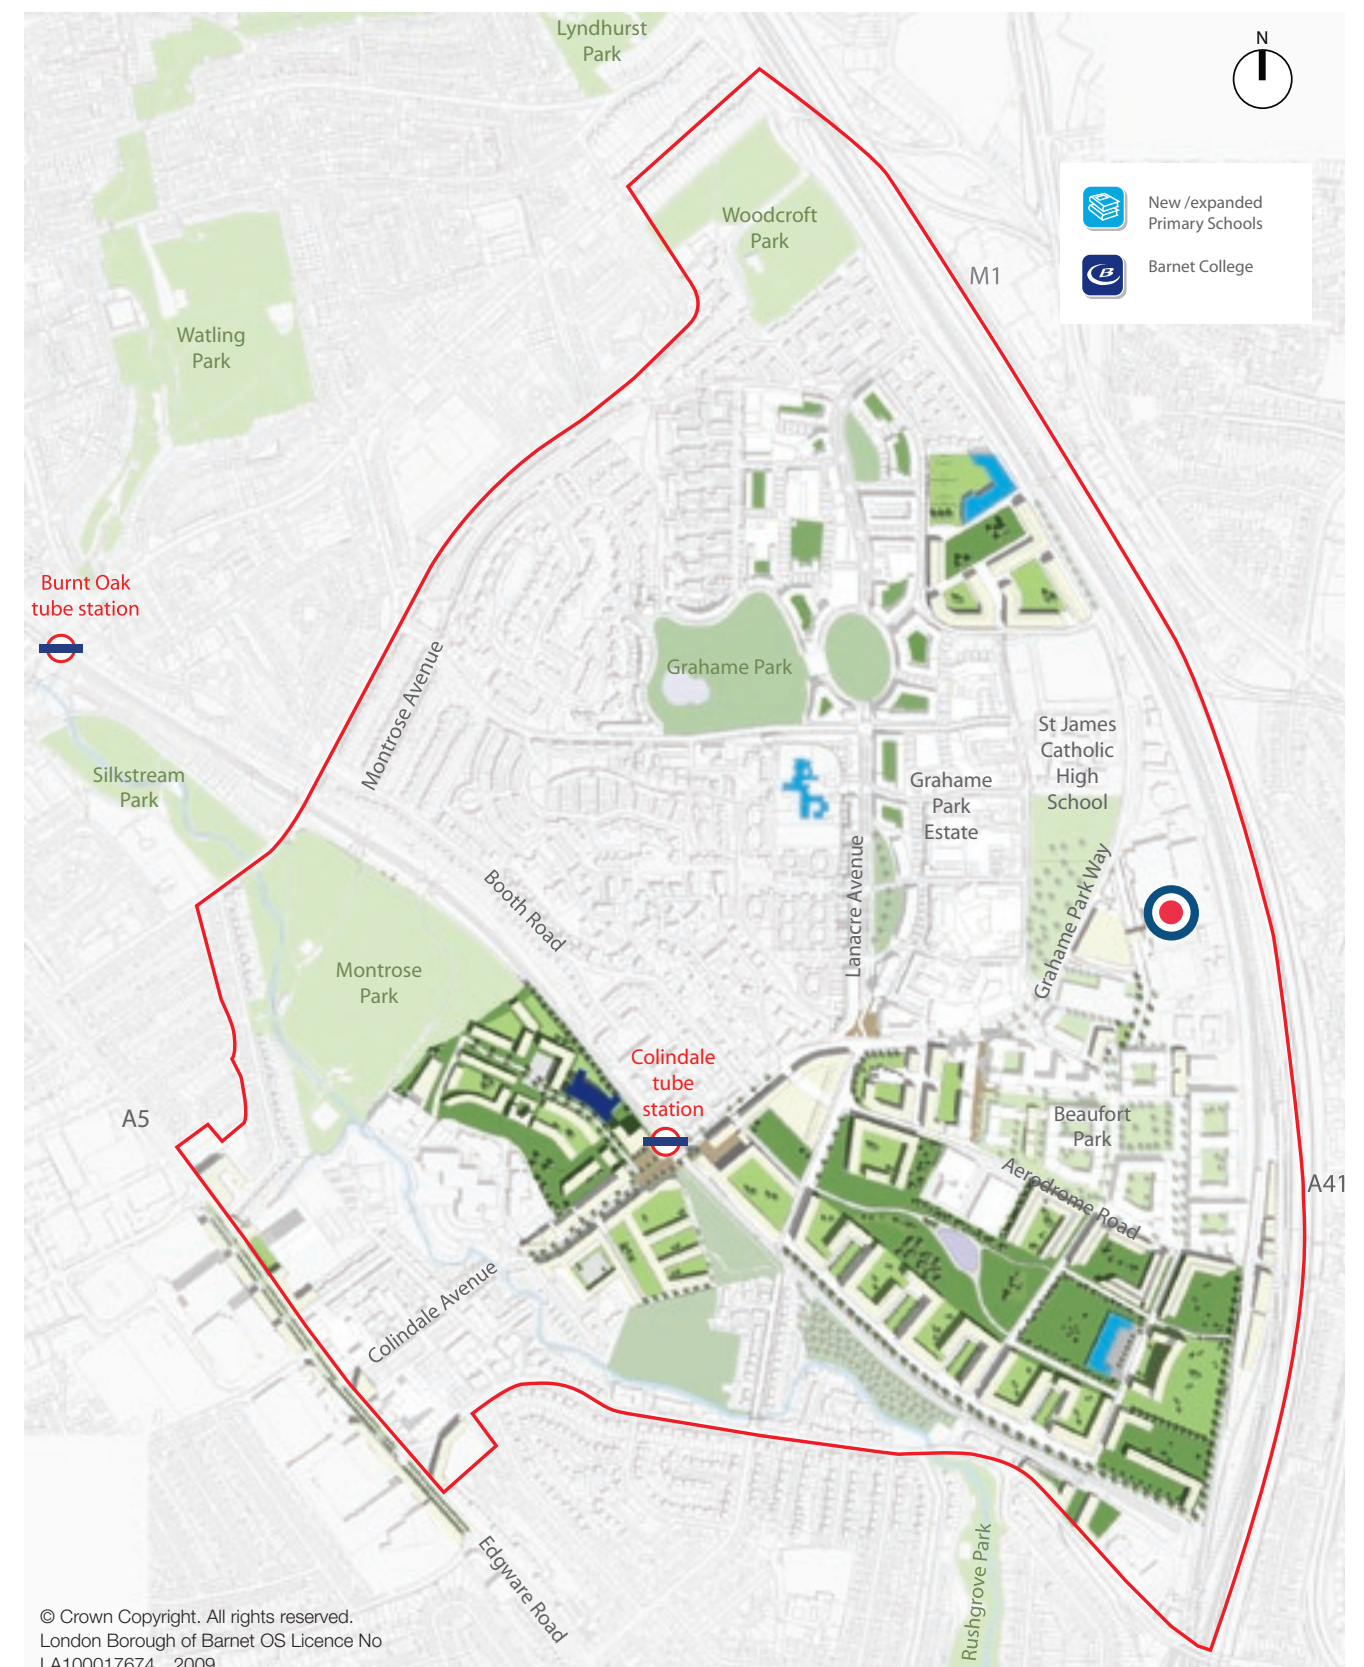 Lyndhurst
Park
N
New /expanded
Primary Schools
Barnet College
Woodcroft
Park
M1
Watling
Park
Burnt Oak
tube station
Montrose Avenue
Grahame Park
St James
Catholic
High
School
Silkstream
Park
Grahame
Park
Estate
Booth Road
Lanacre Avenue
Grahame Park Way
Montrose
Park
Colindale
tube
station
A5
Beaufort
Park
Aerodrome Road
A41
Colindale Avenue
Edgware Road
Rushgrove Park
© Crown Copyright. All rights reserved.
London Borough of Barnet OS Licence No
LA100017674 2009